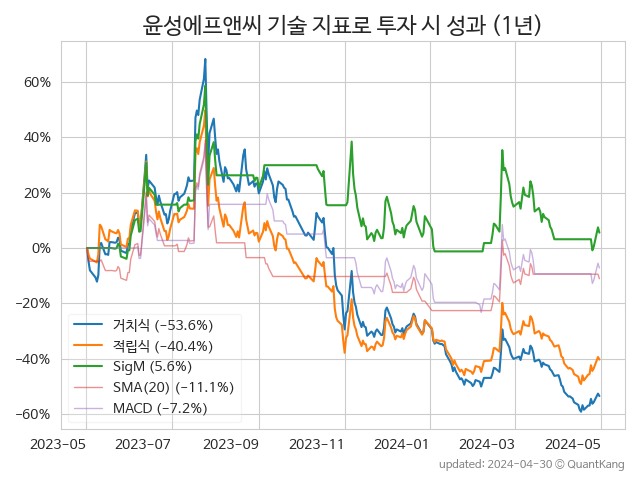 윤성에프앤씨 기술 지표로 투자 시 성과 (1년)
60%
40%
20%
0%
−20%
−40%
−60%
거치식 (−53.6%)
적립식 (−40.4%)
SigM (5.6%)
SMA(20) (−11.1%)
MACD (−7.2%)
2023-05 2023-07 2023-09 2023-11 2024-01 2024-03 2024-05
updated: 2024-04-30 © QuantKang